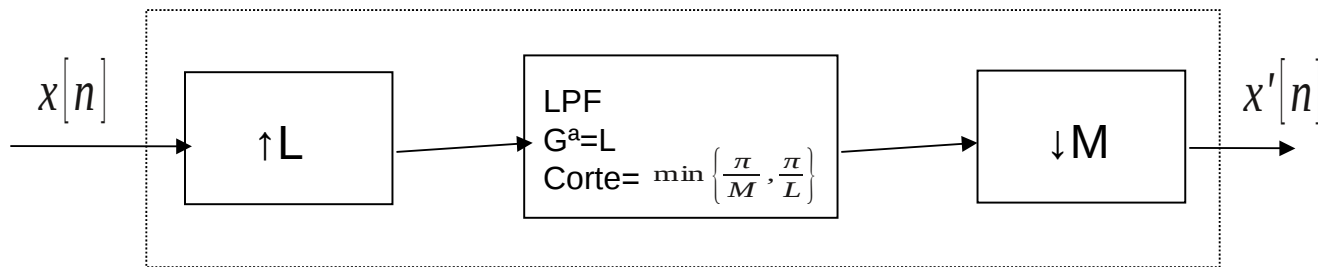 x[n]
↑L
LPF
Gª=L
Corte= min{π/M, π/L}
↓M
x'[n]